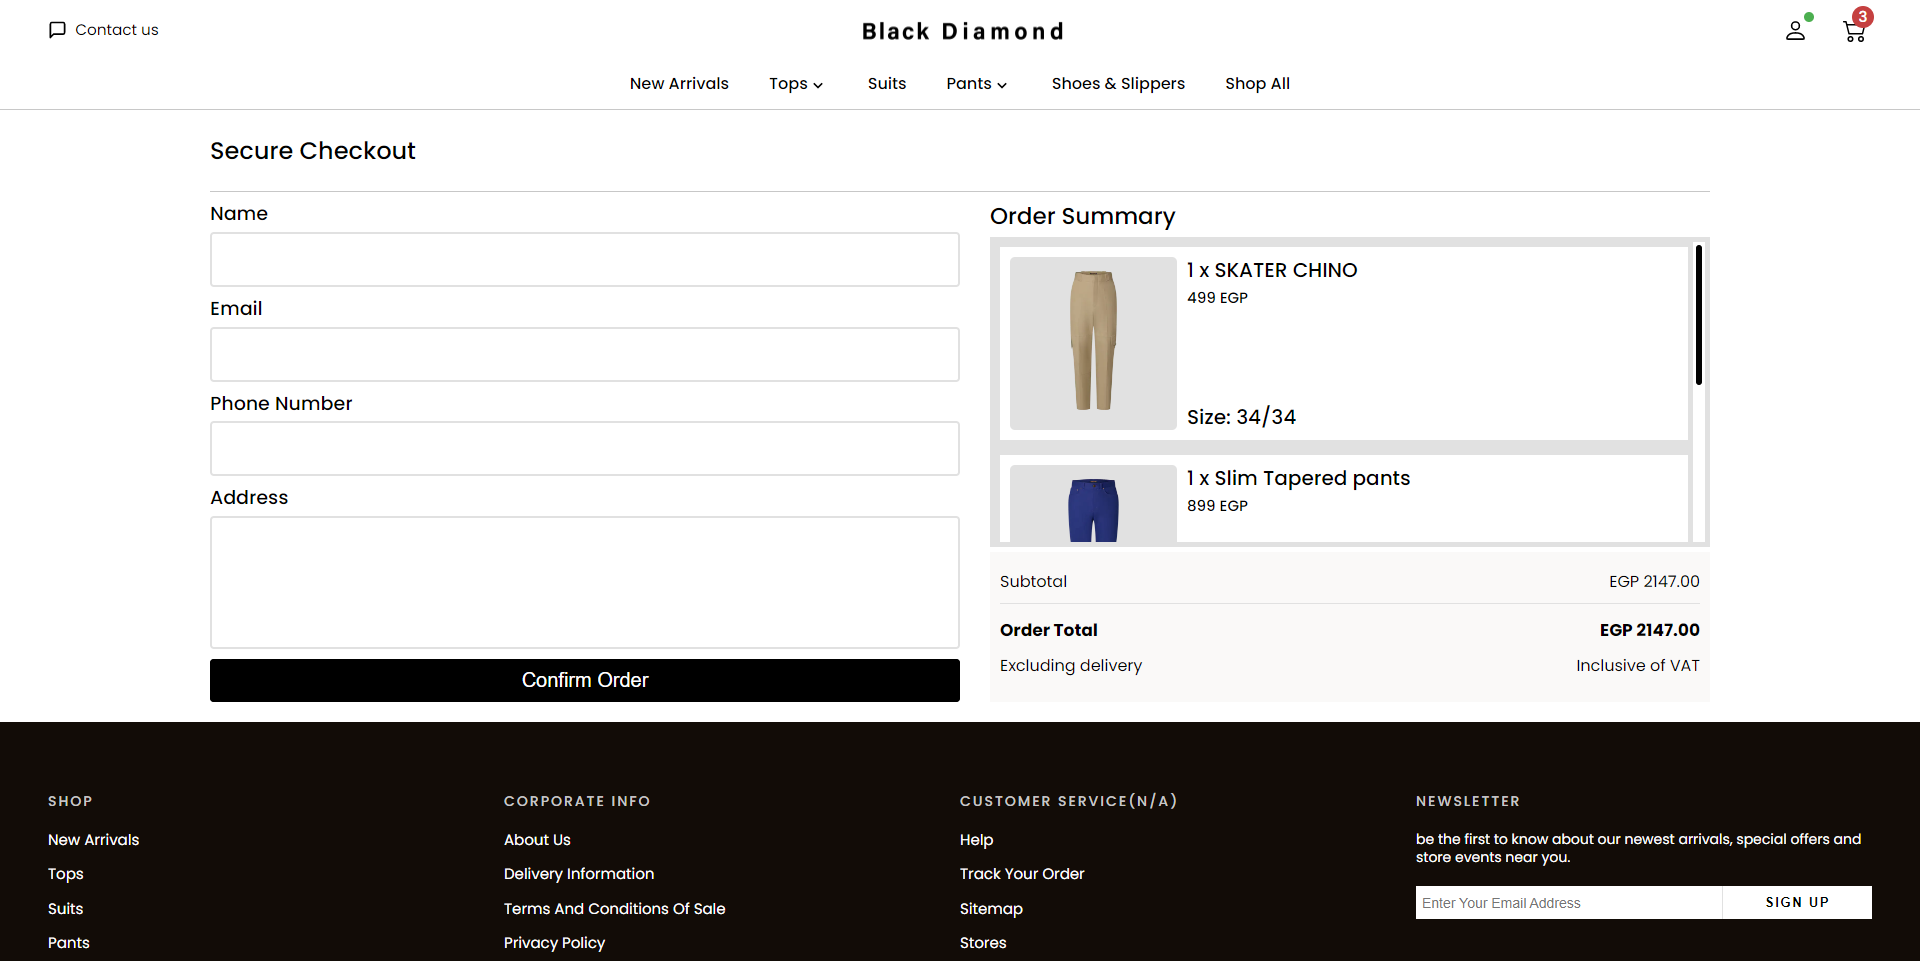 Contact us
Black Diamond
3
New Arrivals
Tops
Suits
Pants
Shoes & Slippers
Shop All
Secure Checkout
Name
Email
Phone Number
Address
Confirm Order
Order Summary
1 x SKATER CHINO
499 EGP
Size: 34/34
1 x Slim Tapered pants
899 EGP
Subtotal EGP 2147.00
Order Total EGP 2147.00
Excluding delivery Inclusive of VAT
SHOP
New Arrivals
Tops
Suits
Pants
CORPORATE INFO
About Us
Delivery Information
Terms And Conditions Of Sale
Privacy Policy
CUSTOMER SERVICE(N/A)
Help
Track Your Order
Sitemap
Stores
NEWSLETTER
be the first to know about our newest arrivals, special offers and
store events near you.
Enter Your Email Address
SIGN UP